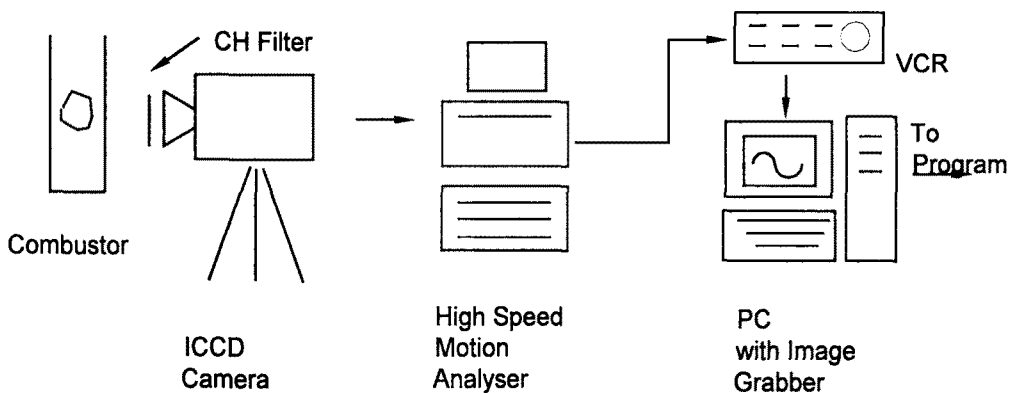 CH Filter
VCR
To
Program
Combustor
ICCD
Camera
High Speed
Motion
Analyser
PC
with Image
Grabber